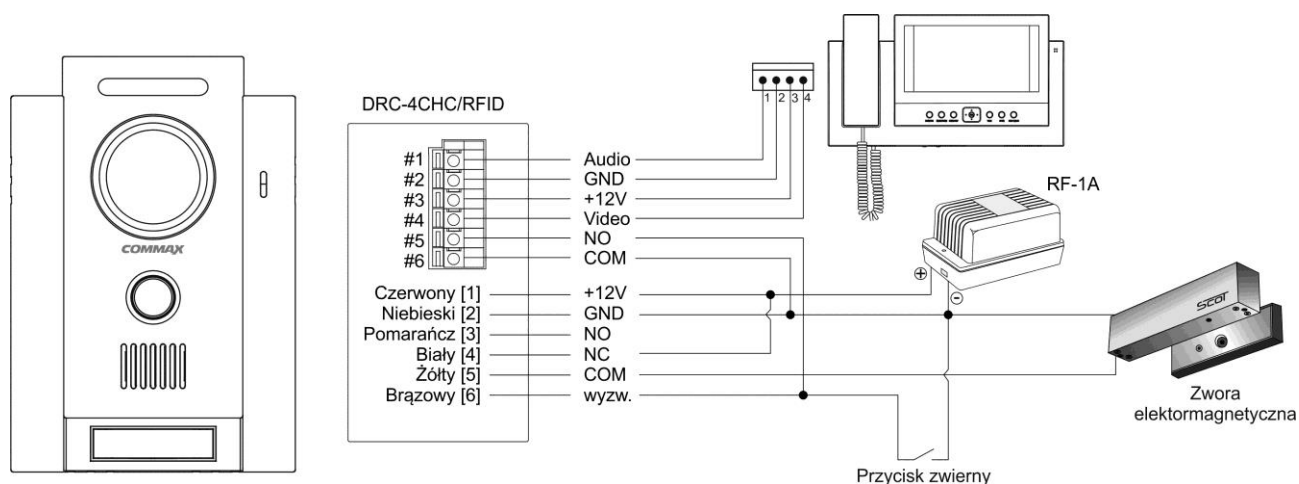 COMMAX
DRC-4CHC/RFID
#1 Audio
#2 GND
#3 +12V
#4 Video
#5 NO
#6 COM
Czerwony [1] +12V
Niebieski [2] GND
Pomarańcz [3] NO
Biały [4] NC
Żółty [5] COM
Brązowy [6] wyzw.
1 2 3 4
RF-1A
+
−
SCOT
Zwora
elektormagnetyczna
Przycisk zwierny